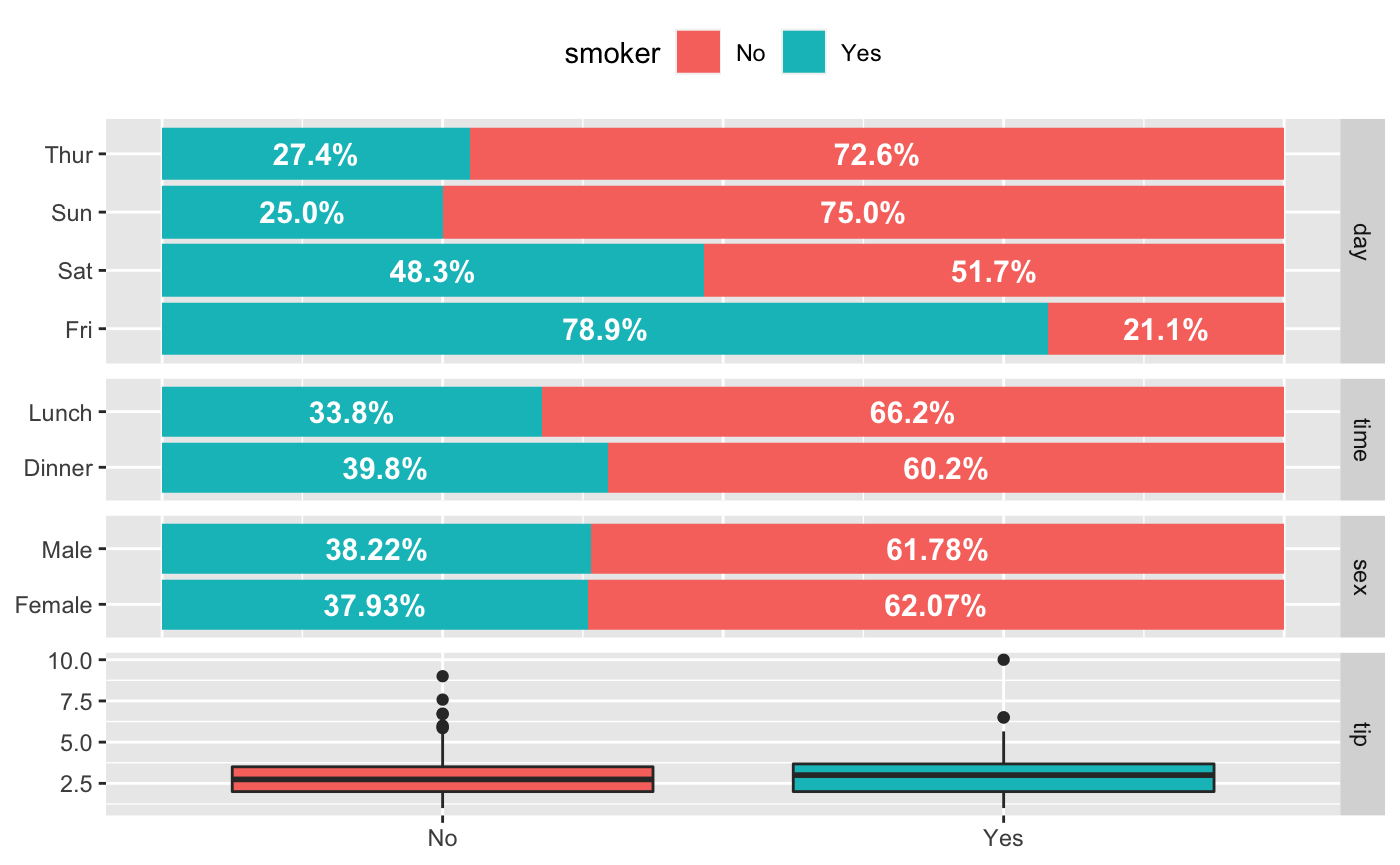 smoker No Yes
Thur 27.4% 72.6%
Sun 25.0% 75.0%
Sat 48.3% 51.7%
Fri 78.9% 21.1%
day
Lunch 33.8% 66.2%
Dinner 39.8% 60.2%
time
Male 38.22% 61.78%
Female 37.93% 62.07%
sex
10.0
7.5
5.0
2.5
tip
No Yes